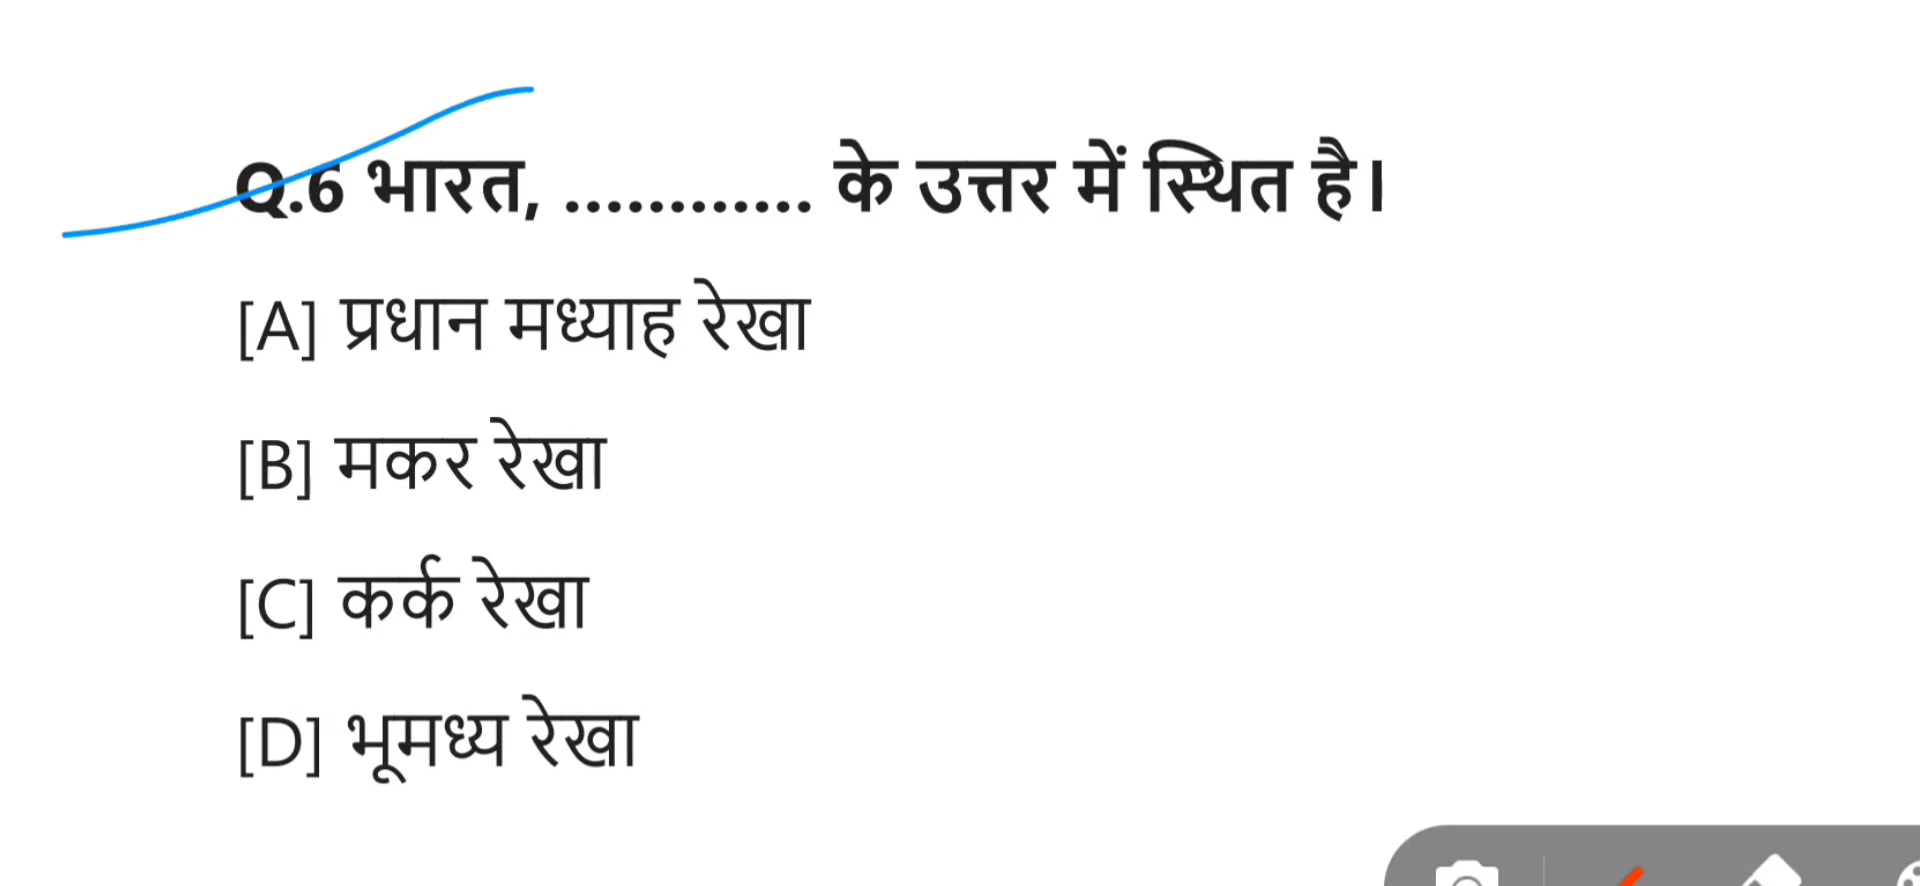 Q.6 भारत, ............ के उत्तर में स्थित है।
[A] प्रधान मध्याह रेखा
[B] मकर रेखा
[C] कर्क रेखा
[D] भूमध्य रेखा